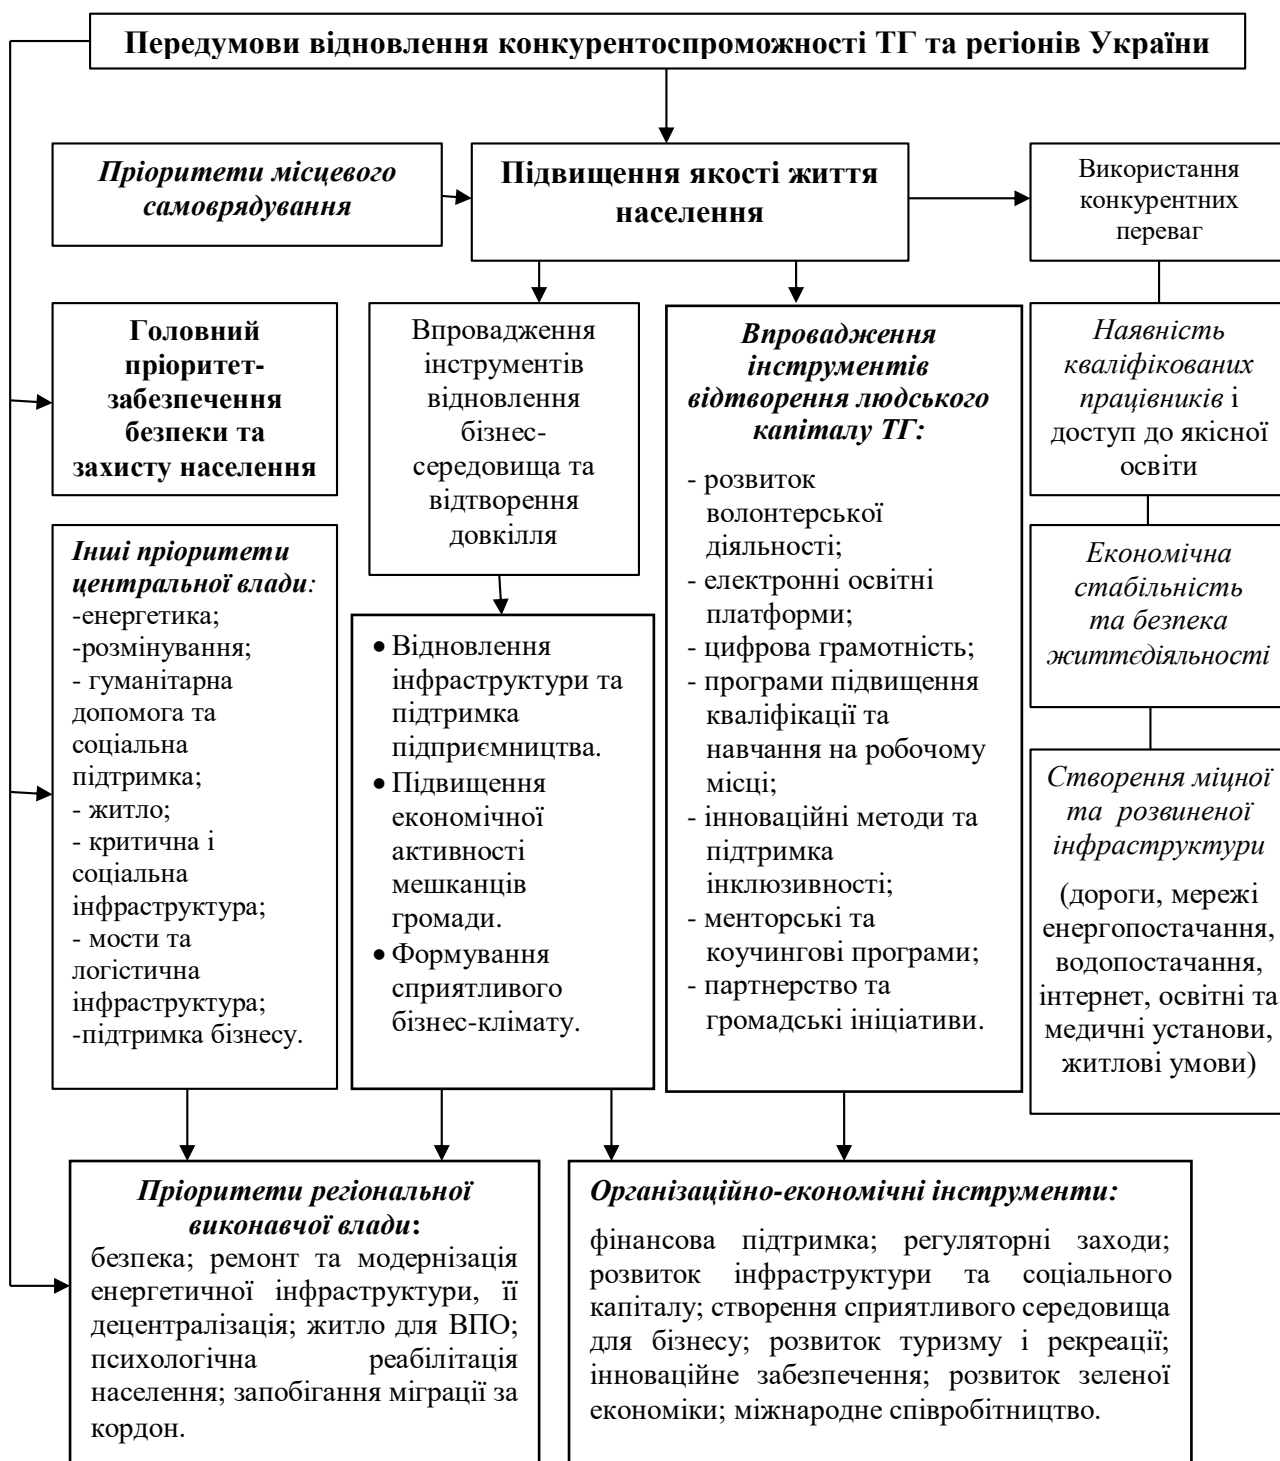 Передумови відновлення конкурентоспроможності ТГ та регіонів України
Пріоритети місцевого
самоврядування
Підвищення якості життя
населення
Використання
конкурентних
переваг
Головний
пріоритет-
забезпечення
безпеки та
захисту населення
Впровадження
інструментів
відновлення
бізнес-
середовища та
відтворення
довкілля
Впровадження
інструментів
відтворення людського
капіталу ТГ:
- розвиток
волонтерської
діяльності;
- електронні освітні
платформи;
- цифрова грамотність;
- програми підвищення
кваліфікації та
навчання на робочому
місці;
- інноваційні методи та
підтримка
інклюзивності;
- менторські та
коучингові програми;
- партнерство та
громадські ініціативи.
Наявність
кваліфікованих
працівників і
доступ до якісної
освіти
Інші пріоритети
центральної влади:
-енергетика;
-розмінування;
- гуманітарна
допомога та
соціальна
підтримка;
- житло;
- критична і
соціальна
інфраструктура;
- мости та
логістична
інфраструктура;
-підтримка бізнесу.
• Відновлення
інфраструктури та
підтримка
підприємництва.
• Підвищення
економічної
активності
мешканців
громади.
• Формування
сприятливого
бізнес-клімату.
Економічна
стабільність
та безпека
життєдіяльності
Створення міцної
та розвиненої
інфраструктури
(дороги, мережі
енергопостачання,
водопостачання,
інтернет, освітні та
медичні установи,
житлові умови)
Пріоритети регіональної
виконавчої влади:
безпека; ремонт та модернізація
енергетичної інфраструктури, її
децентралізація; житло для ВПО;
психологічна реабілітація
населення; запобігання міграції за
кордон.
Організаційно-економічні інструменти:
фінансова підтримка; регуляторні заходи;
розвиток інфраструктури та соціального
капіталу; створення сприятливого середовища
для бізнесу; розвиток туризму і рекреації;
інноваційне забезпечення; розвиток зеленої
економіки; міжнародне співробітництво.